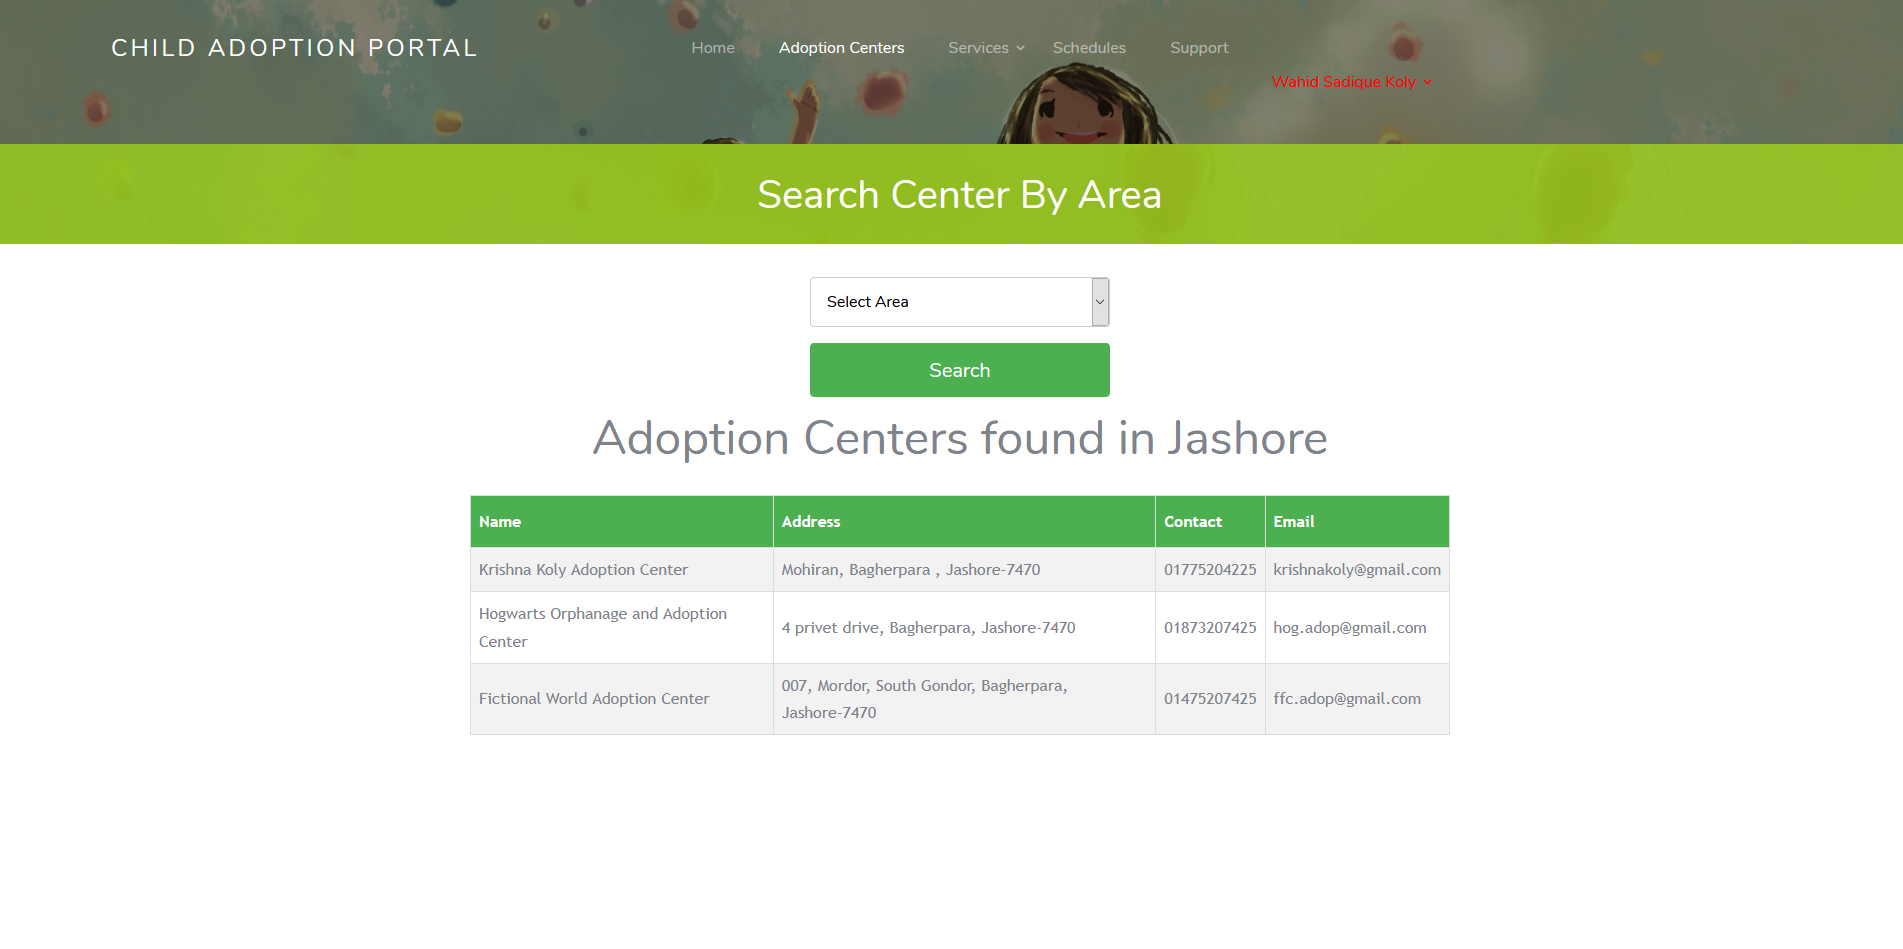 CHILD ADOPTION PORTAL
Home Adoption Centers Services Schedules Support
Wahid Sadique Koly
Search Center By Area
Select Area
Search
Adoption Centers found in Jashore
Name Address Contact Email
Krishna Koly Adoption Center Mohiran, Bagherpara , Jashore-7470 01775204225 krishnakoly@gmail.com
Hogwarts Orphanage and Adoption
Center 4 privet drive, Bagherpara, Jashore-7470 01873207425 hog.adop@gmail.com
Fictional World Adoption Center 007, Mordor, South Gondor, Bagherpara,
Jashore-7470 01475207425 ffc.adop@gmail.com